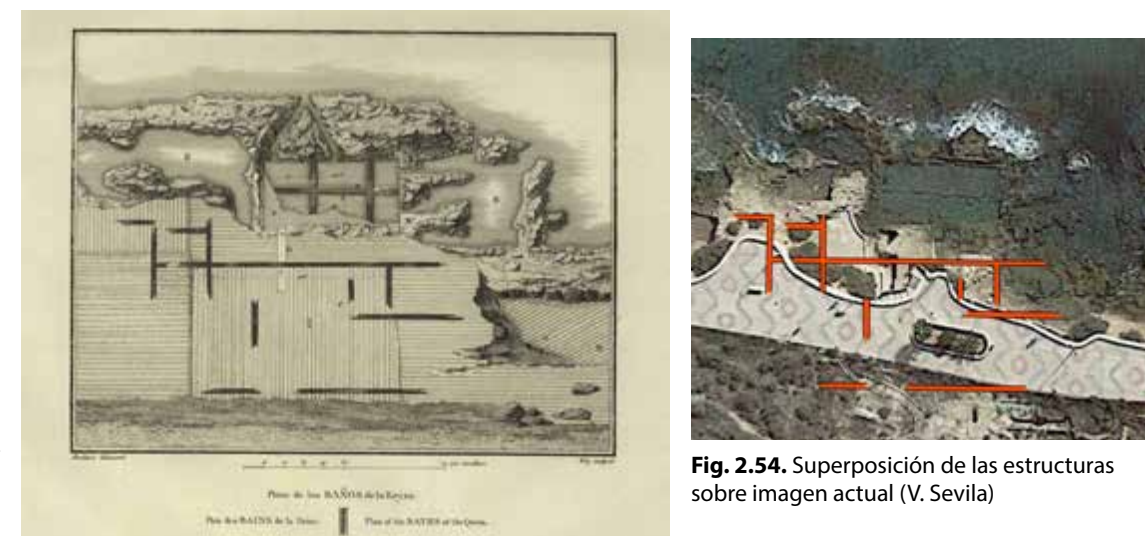 Plano de los BAÑOS de la Reyna.
Plan des BAINS de la Reine.
Plan of the BATHS of the Queen.
Fig. 2.54. Superposición de las estructuras
sobre imagen actual (V. Sevila)